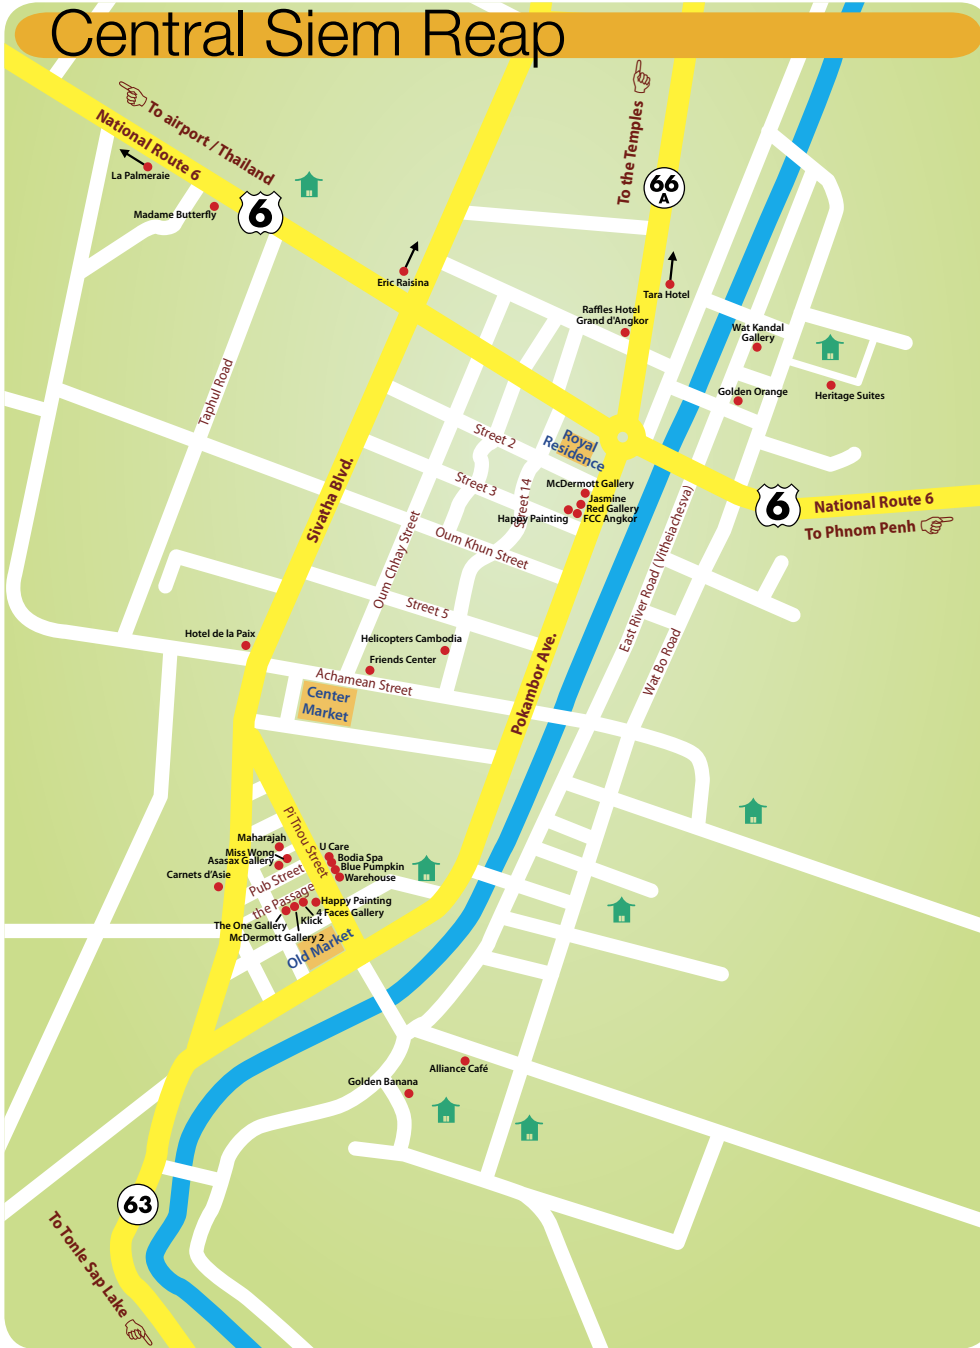 Central Siem Reap
To airport / Thailand
National Route 6
La Palmeraie
Madame Butterfly
6
To the Temples
66
A
Eric Raisina
Tara Hotel
Raffles Hotel
Grand d'Angkor
Wat Kandal
Gallery
Golden Orange
Heritage Suites
Taphul Road
Sivatha Blvd.
Street 2
Royal
Residence
Street 3
Street 14
McDermott Gallery
Jasmine
Red Gallery
Happy Painting
FCC Angkor
6
National Route 6
To Phnom Penh
Oum Chhay Street
Oum Khun Street
East River Road (Vithelachesva)
Street 5
Wat Bo Road
Hotel de la Paix
Helicopters Cambodia
Friends Center
Achamean Street
Center
Market
Pokambor Ave.
Pi Tnou Street
Maharajah
Miss Wong
Asasax Gallery
Carnets d'Asie
U Care
Bodia Spa
Blue Pumpkin
Warehouse
Pub Street
the Passage
Happy Painting
4 Faces Gallery
Klick
The One Gallery
McDermott Gallery 2
Old Market
Alliance Café
Golden Banana
63
To Tonle Sap Lake